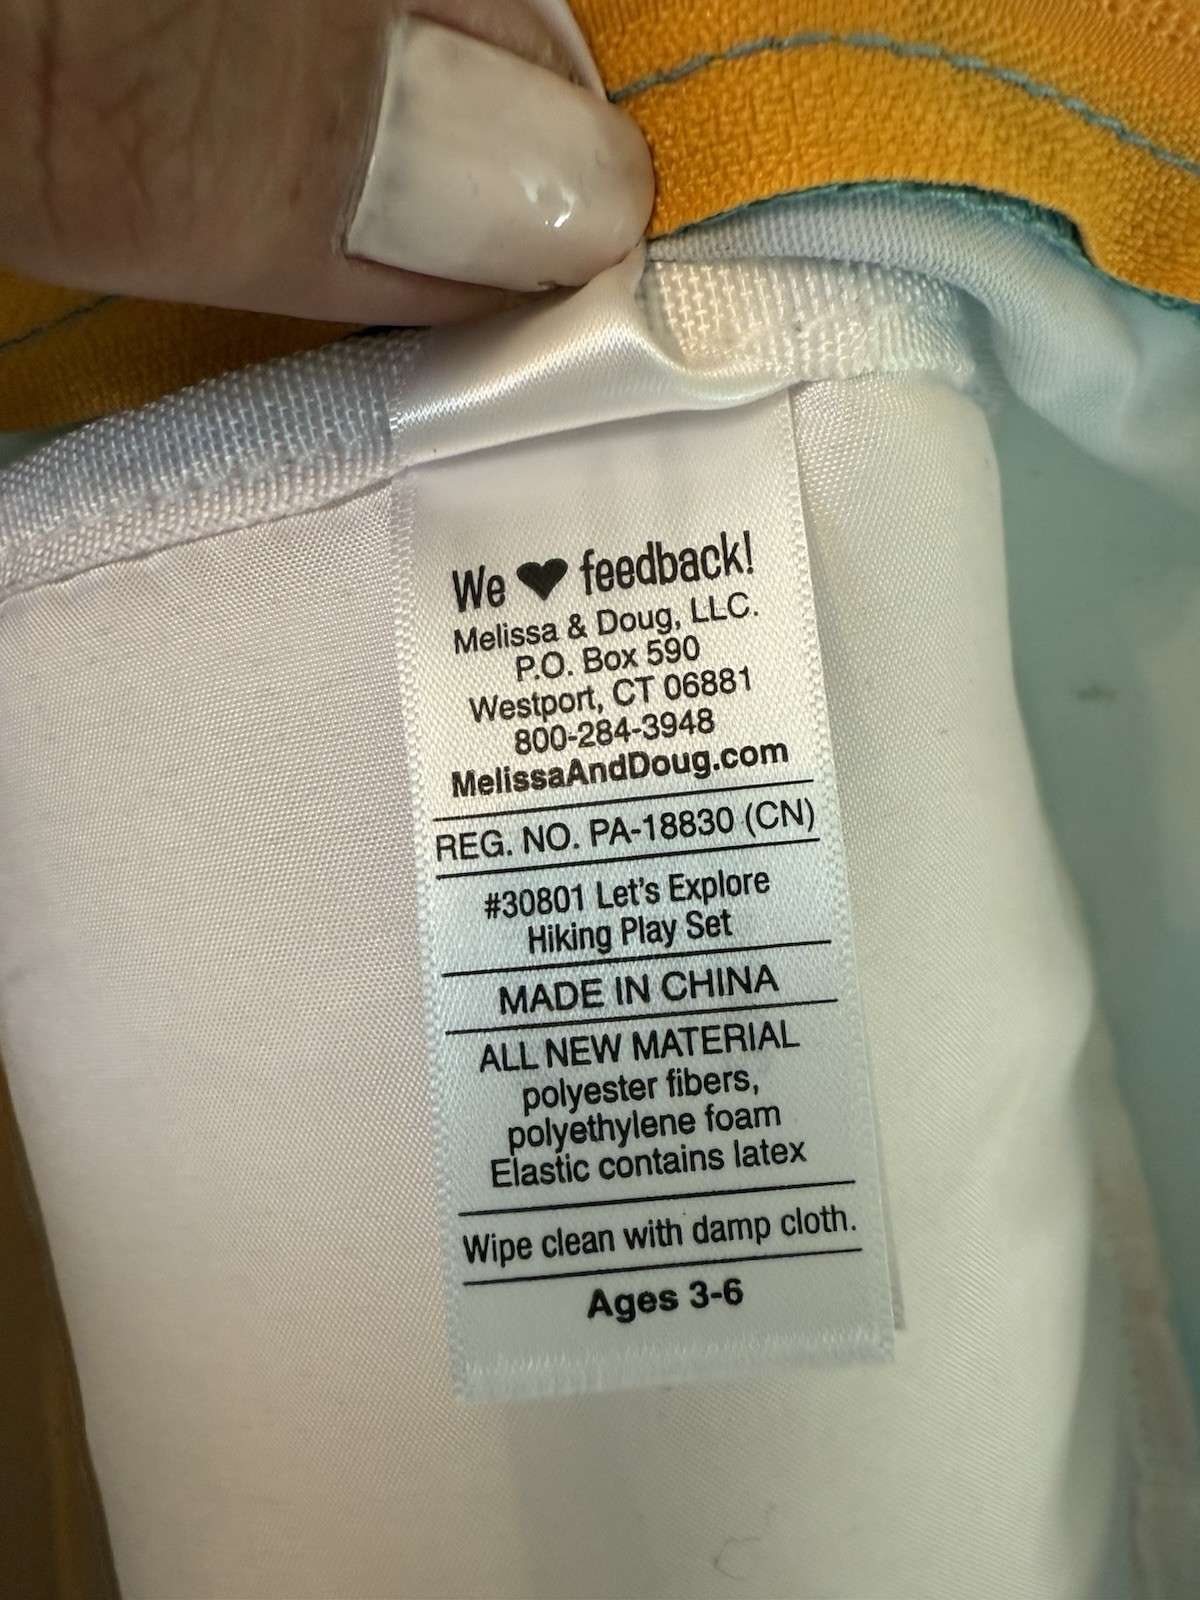 We ♥ feedback!
Melissa & Doug, LLC.
P.O. Box 590
Westport, CT 06881
800-284-3948
MelissaAndDoug.com
REG. NO. PA-18830 (CN)
#30801 Let's Explore
Hiking Play Set
MADE IN CHINA
ALL NEW MATERIAL
polyester fibers,
polyethylene foam
Elastic contains latex
Wipe clean with damp cloth.
Ages 3-6